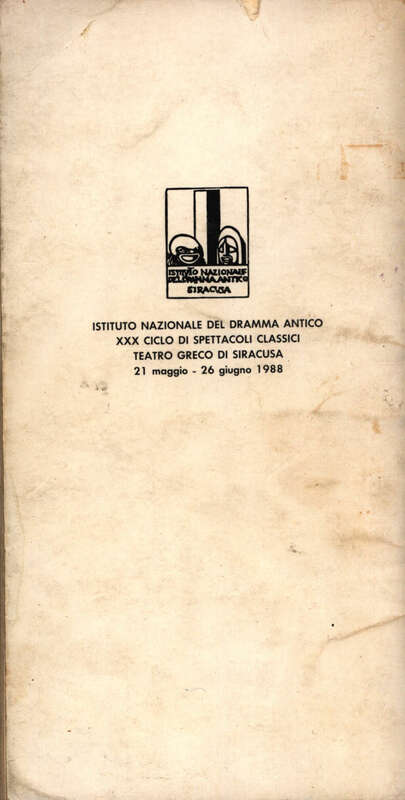 ISTITUTO NAZIONALE
DEL DRAMMA ANTICO
SIRACUSA
ISTITUTO NAZIONALE DEL DRAMMA ANTICO
XXX CICLO DI SPETTACOLI CLASSICI
TEATRO GRECO DI SIRACUSA
21 maggio - 26 giugno 1988